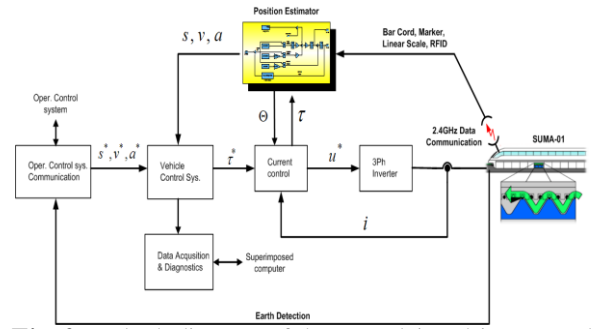 Position Estimator
s, v, a
Bar Cord, Marker,
Linear Scale, RFID
Oper. Control
system
Θ
τ
2.4GHz Data
Communication
SUMA-01
Oper. Control sys.
Communication
s*, v*, a*
Vehicle
Control Sys.
τ*
Current
control
u*
3Ph
Inverter
i
Data Acqusition
& Diagnostics
Superimposed
computer
Earth Detection